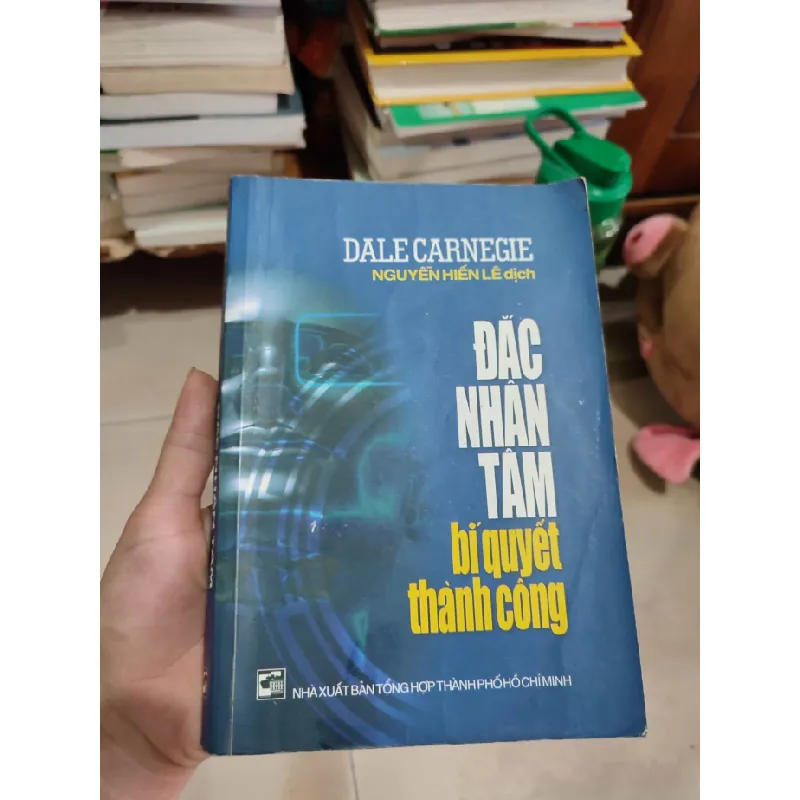 DALE CARNEGIE
NGUYỄN HIẾN LÊ dịch
ĐẮC
NHÂN
TÂM
bí quyết
thành công
NHÀ XUẤT BẢN TỔNG HỢP THÀNH PHỐ HỒ CHÍ MINH